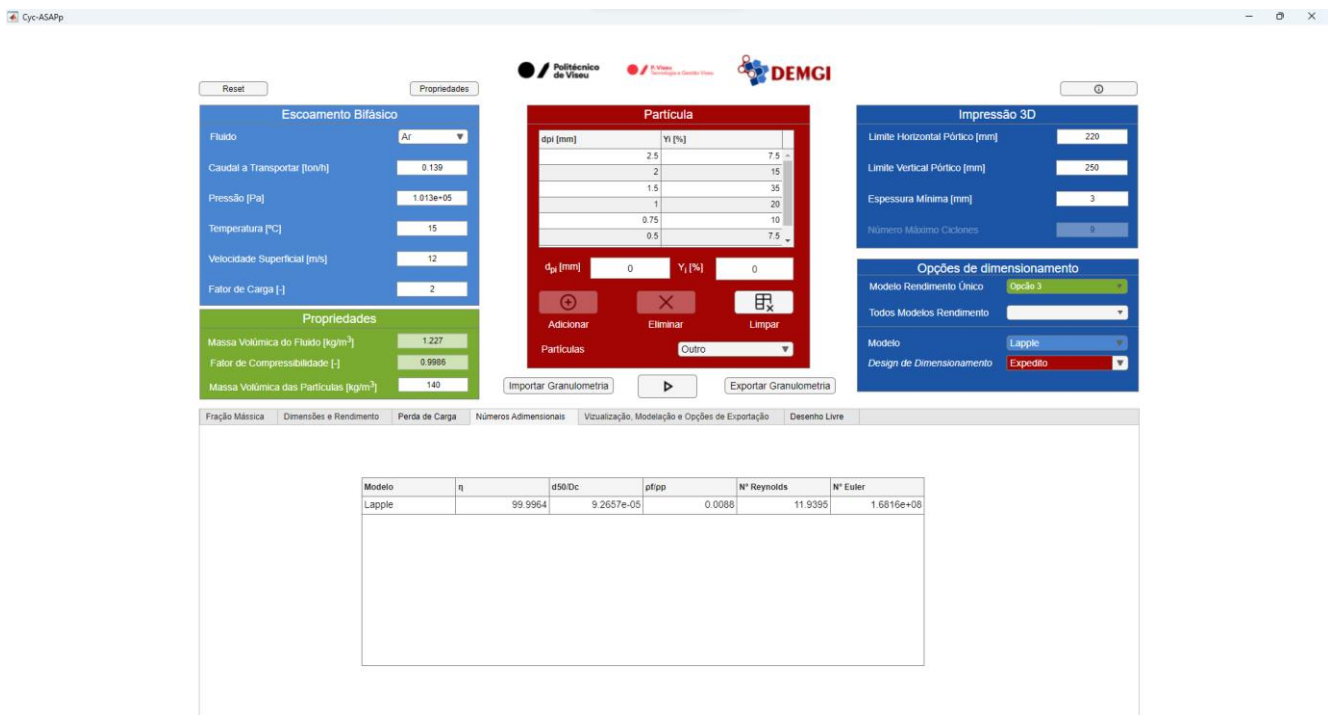 Cyc-ASAPp
Politécnico
de Viseu
P. Viseu
Tecnologia e Gestão Viseu
DEMGI
Reset
Propriedades
Escoamento Bifásico
Fluido
Ar
Caudal a Transportar [ton/h]
0.139
Pressão [Pa]
1.013e+05
Temperatura [ºC]
15
Velocidade Superficial [m/s]
12
Fator de Carga [-]
2
Propriedades
Massa Volúmica do Fluido [kg/m³]
1.227
Fator de Compressibilidade [-]
0.9986
Massa Volúmica das Partículas [kg/m³]
140
Partícula
dpi [mm] Yi [%]
2.5 7.5
2 15
1.5 35
1 20
0.75 10
0.5 7.5
dpi [mm] 0 Yi [%] 0
Adicionar Eliminar Limpar
Partículas Outro
Importar Granulometria
Exportar Granulometria
Impressão 3D
Limite Horizontal Pórtico [mm] 220
Limite Vertical Pórtico [mm] 250
Espessura Mínima [mm] 3
Número Máximo Ciclones 9
Opções de dimensionamento
Modelo Rendimento Único Opcão 3
Todos Modelos Rendimento
Modelo Lapple
Design de Dimensionamento Expedito
Fração Mássica Dimensões e Rendimento Perda de Carga Números Adimensionais Vizualização, Modelação e Opções de Exportação Desenho Livre
Modelo η d50/Dc ρf/ρp Nº Reynolds Nº Euler
Lapple 99.9964 9.2657e-05 0.0088 11.9395 1.6816e+08